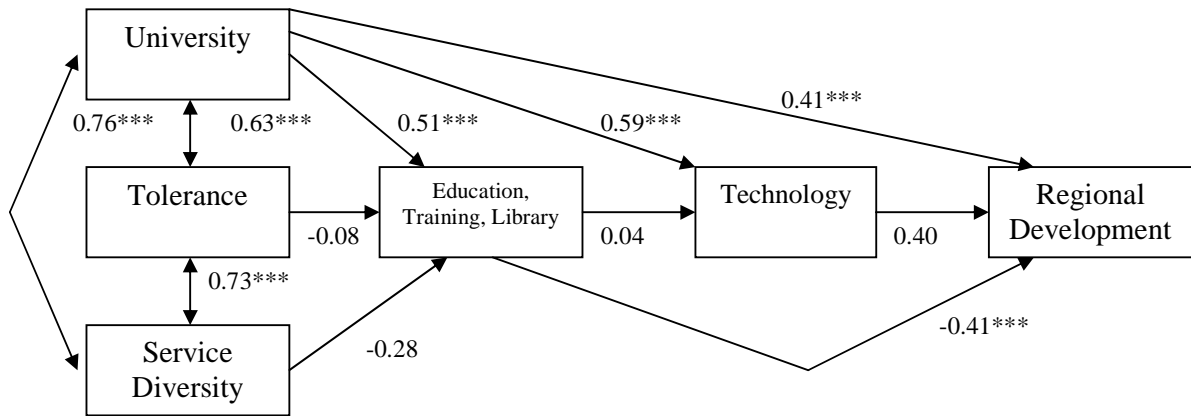 University
0.41***
0.76***
0.63***
0.51***
0.59***
Tolerance
Education,
Training, Library
Technology
Regional
Development
-0.08
0.04
0.40
0.73***
-0.41***
Service
Diversity
-0.28